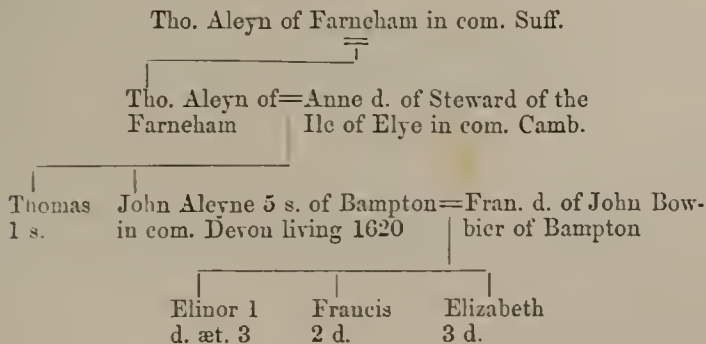 Tho. Aleyn of Farneham in com. Suff.
Tho. Aleyn of=Anne d. of Steward of the
Farneham Ile of Elye in com. Camb.
Thomas John Aleyne 5 s. of Bampton=Fran. d. of John Bow-
1 s. in com. Devon living 1620 bier of Bampton
Elinor 1 Francis Elizabeth
d. æt. 3 2 d. 3 d.